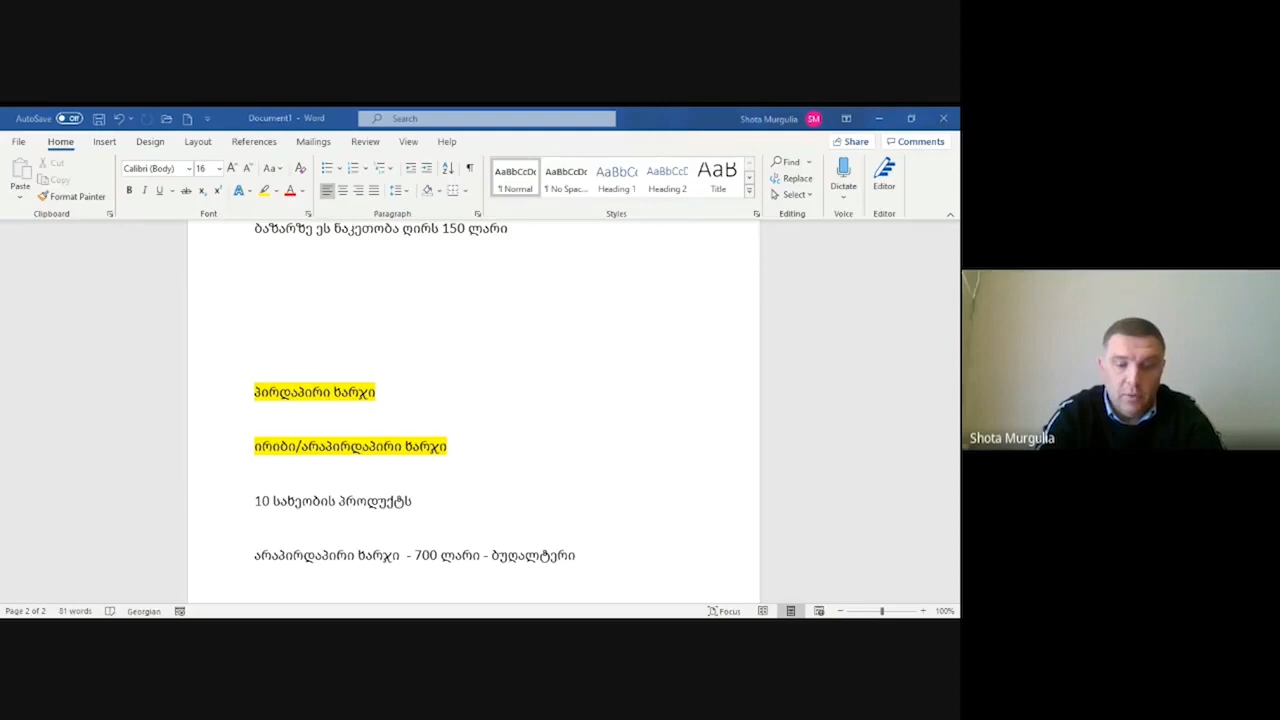 AutoSave Off Document1 - Word Search Shota Murgulia SM
File Home Insert Design Layout References Mailings Review View Help Share Comments
Paste Cut Copy Format Painter
Calibri (Body) 16
AaBbCcDc AaBbCcDc AaBbCc AaBbCcC AaB
¶ Normal ¶ No Spac... Heading 1 Heading 2 Title
Find Replace Select
Dictate Editor
Clipboard Font Paragraph Styles Editing Voice Editor
ბაზარზე ეს ნაკეთობა ღირს 150 ლარი
პირდაპირი ხარჯი
ირიბი/არაპირდაპირი ხარჯი
10 სახეობის პროდუქტს
არაპირდაპირი ხარჯი - 700 ლარი - ბუღალტერი
Page 2 of 2 81 words Georgian Focus 100%
Shota Murgulia